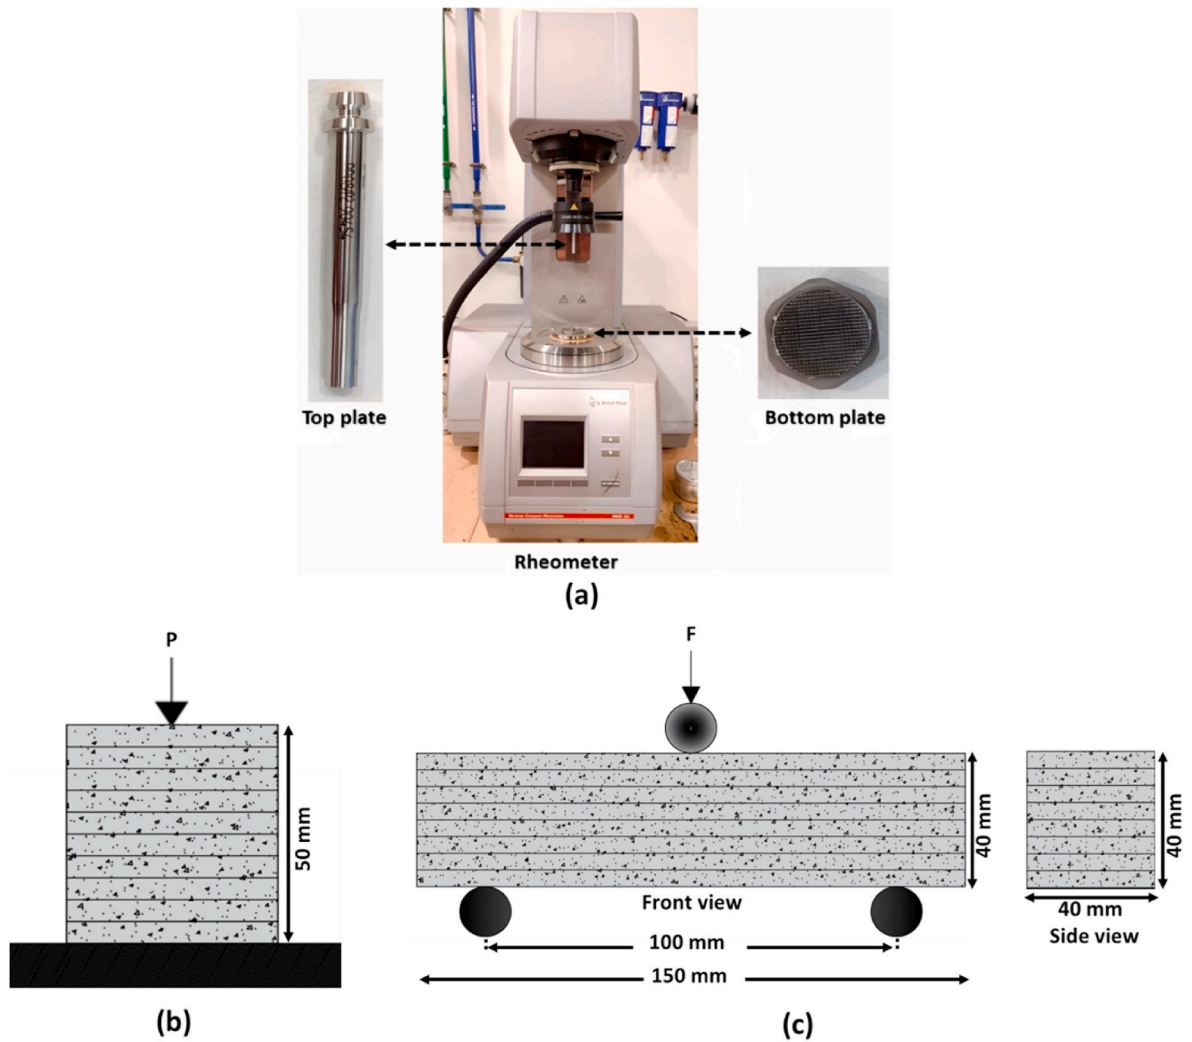 Top plate
Bottom plate
Rheometer
(a)
P
50 mm
(b)
F
40 mm
Front view
100 mm
150 mm
40 mm
40 mm
Side view
(c)